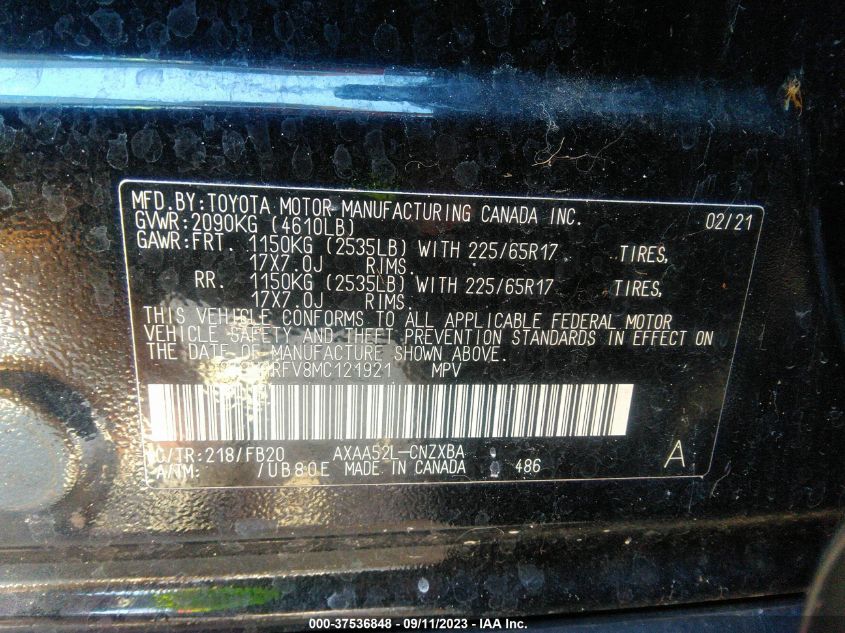 MFD.BY:TOYOTA MOTOR MANUFACTURING CANADA INC. 02/21
GVWR:2090KG (4610LB)
GAWR:FRT. 1150KG (2535LB) WITH 225/65R17 TIRES,
17X7.0J RIMS.
RR. 1150KG (2535LB) WITH 225/65R17 TIRES,
17X7.0J RIMS.
THIS VEHICLE CONFORMS TO ALL APPLICABLE FEDERAL MOTOR
VEHICLE SAFETY AND THEFT PREVENTION STANDARDS IN EFFECT ON
THE DATE OF MANUFACTURE SHOWN ABOVE.
RFV8MC121921 MPV
C/TR:218/FB20 AXAA52L-CNZXBA
A/TM: /UB80E MADE IN CANADA 486 A
000-37536848 - 09/11/2023 - IAA Inc.